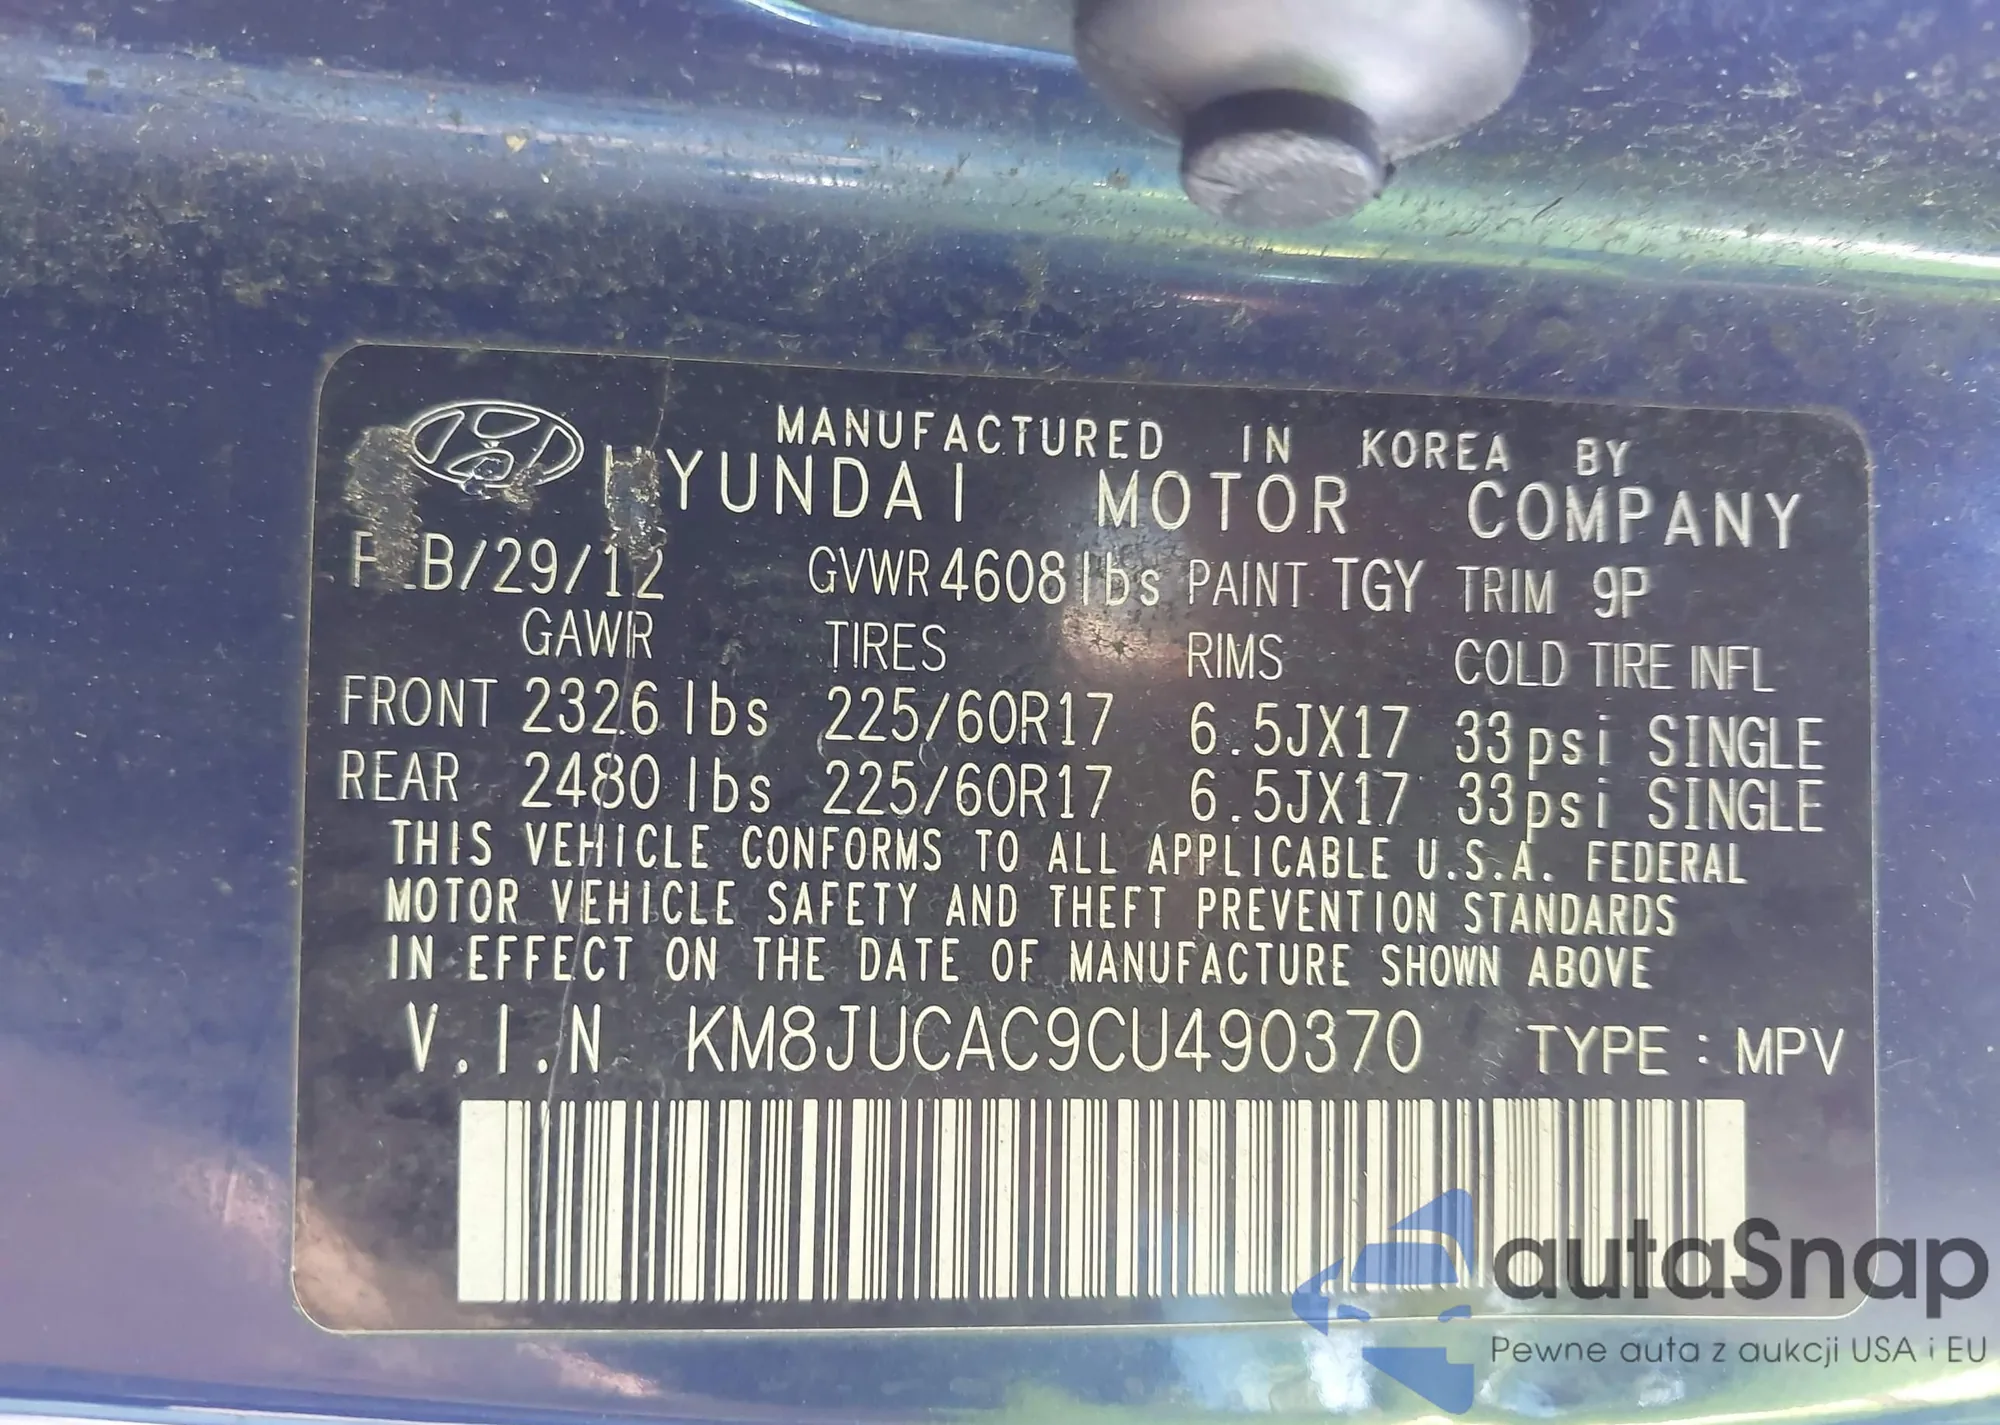 MANUFACTURED IN KOREA BY
HYUNDAI MOTOR COMPANY
FEB/29/12 GVWR 4608 lbs PAINT TGY TRIM 9P
GAWR TIRES RIMS COLD TIRE INFL
FRONT 2326 lbs 225/60R17 6.5JX17 33psi SINGLE
REAR 2480 lbs 225/60R17 6.5JX17 33psi SINGLE
THIS VEHICLE CONFORMS TO ALL APPLICABLE U.S.A. FEDERAL
MOTOR VEHICLE SAFETY AND THEFT PREVENTION STANDARDS
IN EFFECT ON THE DATE OF MANUFACTURE SHOWN ABOVE
V.I.N KM8JUCAC9CU490370 TYPE : MPV
autaSnap
Pewne auta z aukcji USA i EU